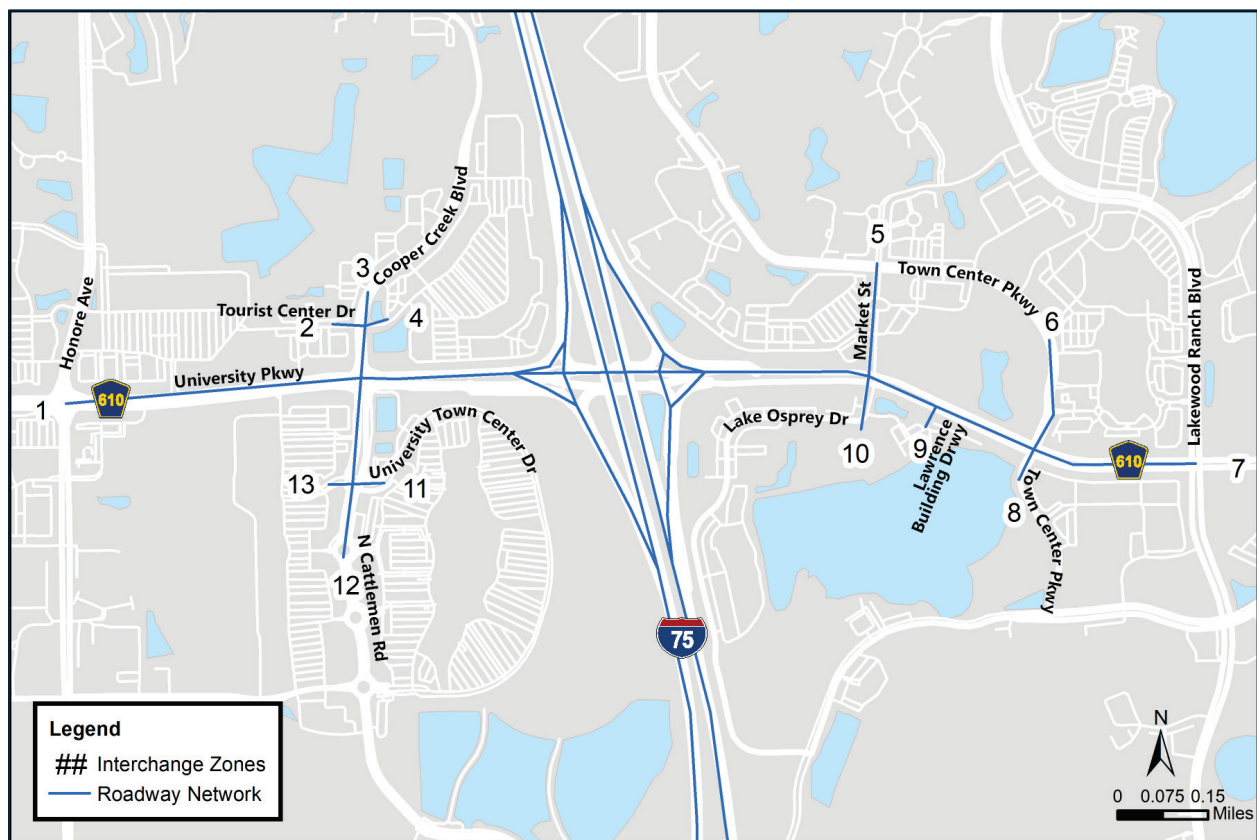 3
Cooper Creek Blvd
Tourist Center Dr
2
4
Honore Ave
University Pkwy
1
610
5
Town Center Pkwy
Market St
6
Lakewood Ranch Blvd
Lake Osprey Dr
10
9
Lawrence
Building Drwy
610
7
8
Town Center Pkwy
University Town Center Dr
13
11
12
N Cattlemen Rd
75
Legend
## Interchange Zones
Roadway Network
N
0 0.075 0.15
Miles